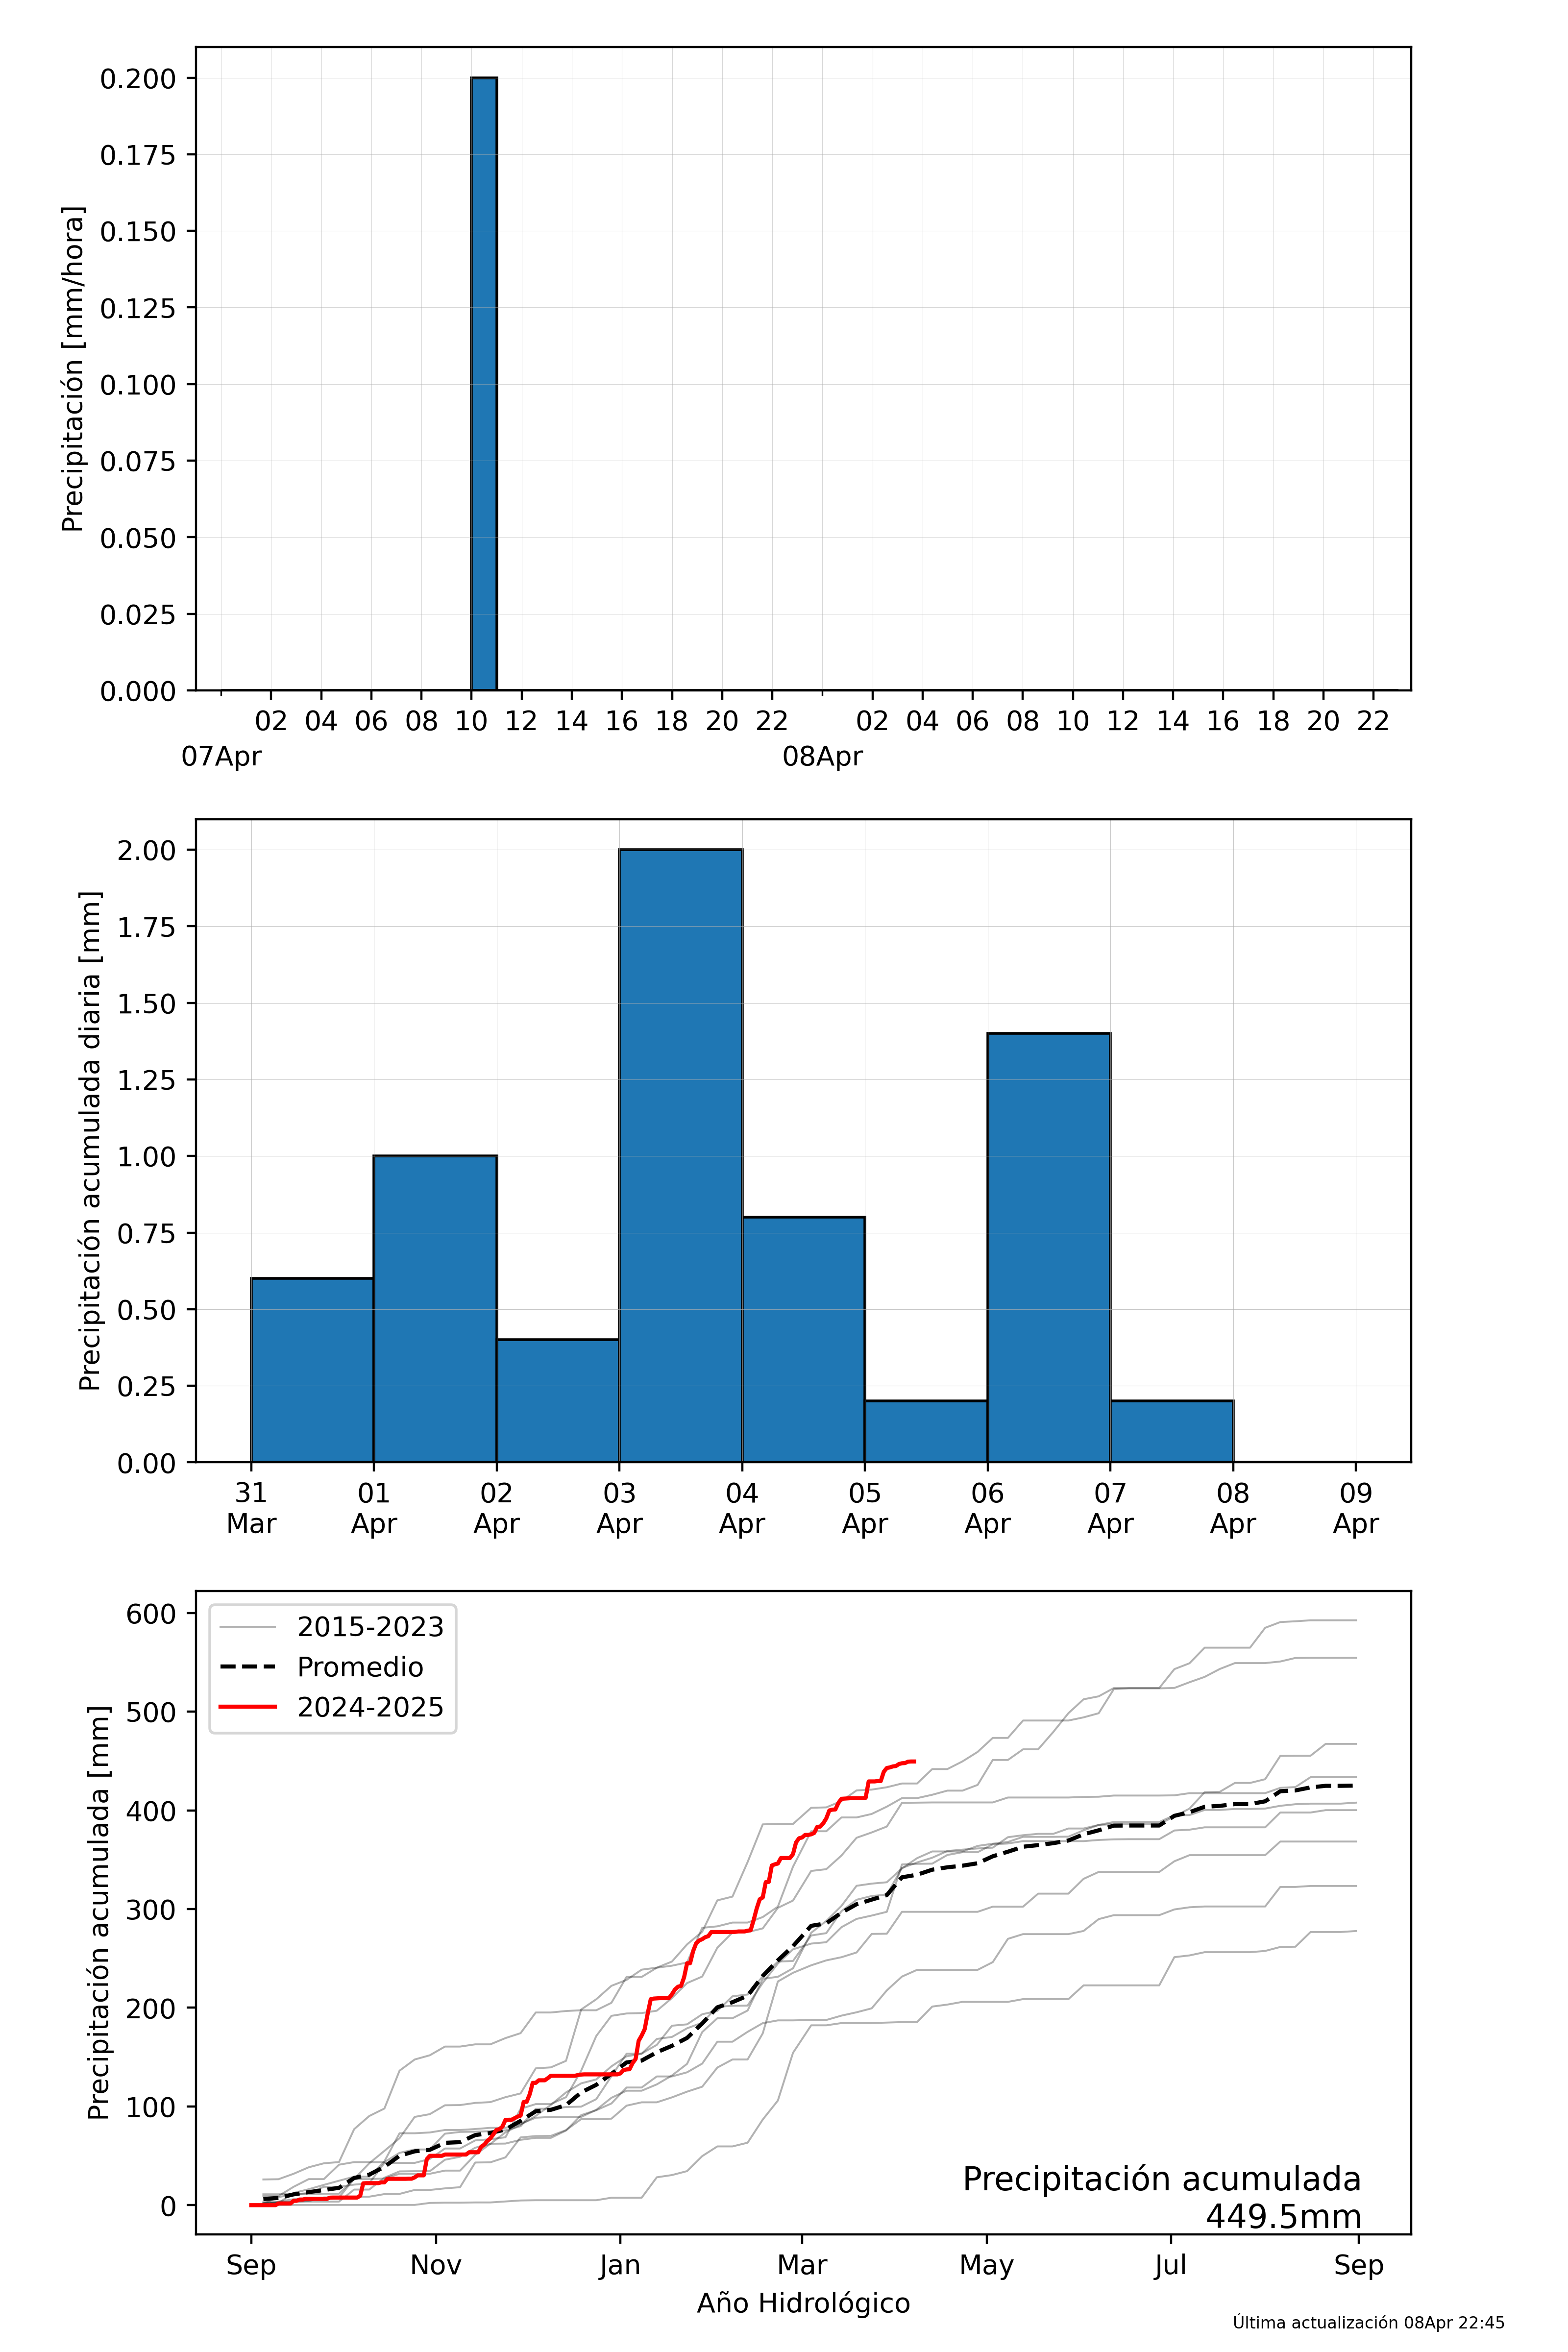 Precipitación [mm/hora]
0.200
0.175
0.150
0.125
0.100
0.075
0.050
0.025
0.000
02 04 06 08 10 12 14 16 18 20 22 02 04 06 08 10 12 14 16 18 20 22
07Apr 08Apr
Precipitación acumulada diaria [mm]
2.00
1.75
1.50
1.25
1.00
0.75
0.50
0.25
0.00
31 01 02 03 04 05 06 07 08 09
Mar Apr Apr Apr Apr Apr Apr Apr Apr Apr
Precipitación acumulada [mm]
600
500
400
300
200
100
0
2015-2023
Promedio
2024-2025
Precipitación acumulada
449.5mm
Sep Nov Jan Mar May Jul Sep
Año Hidrológico
Última actualización 08Apr 22:45